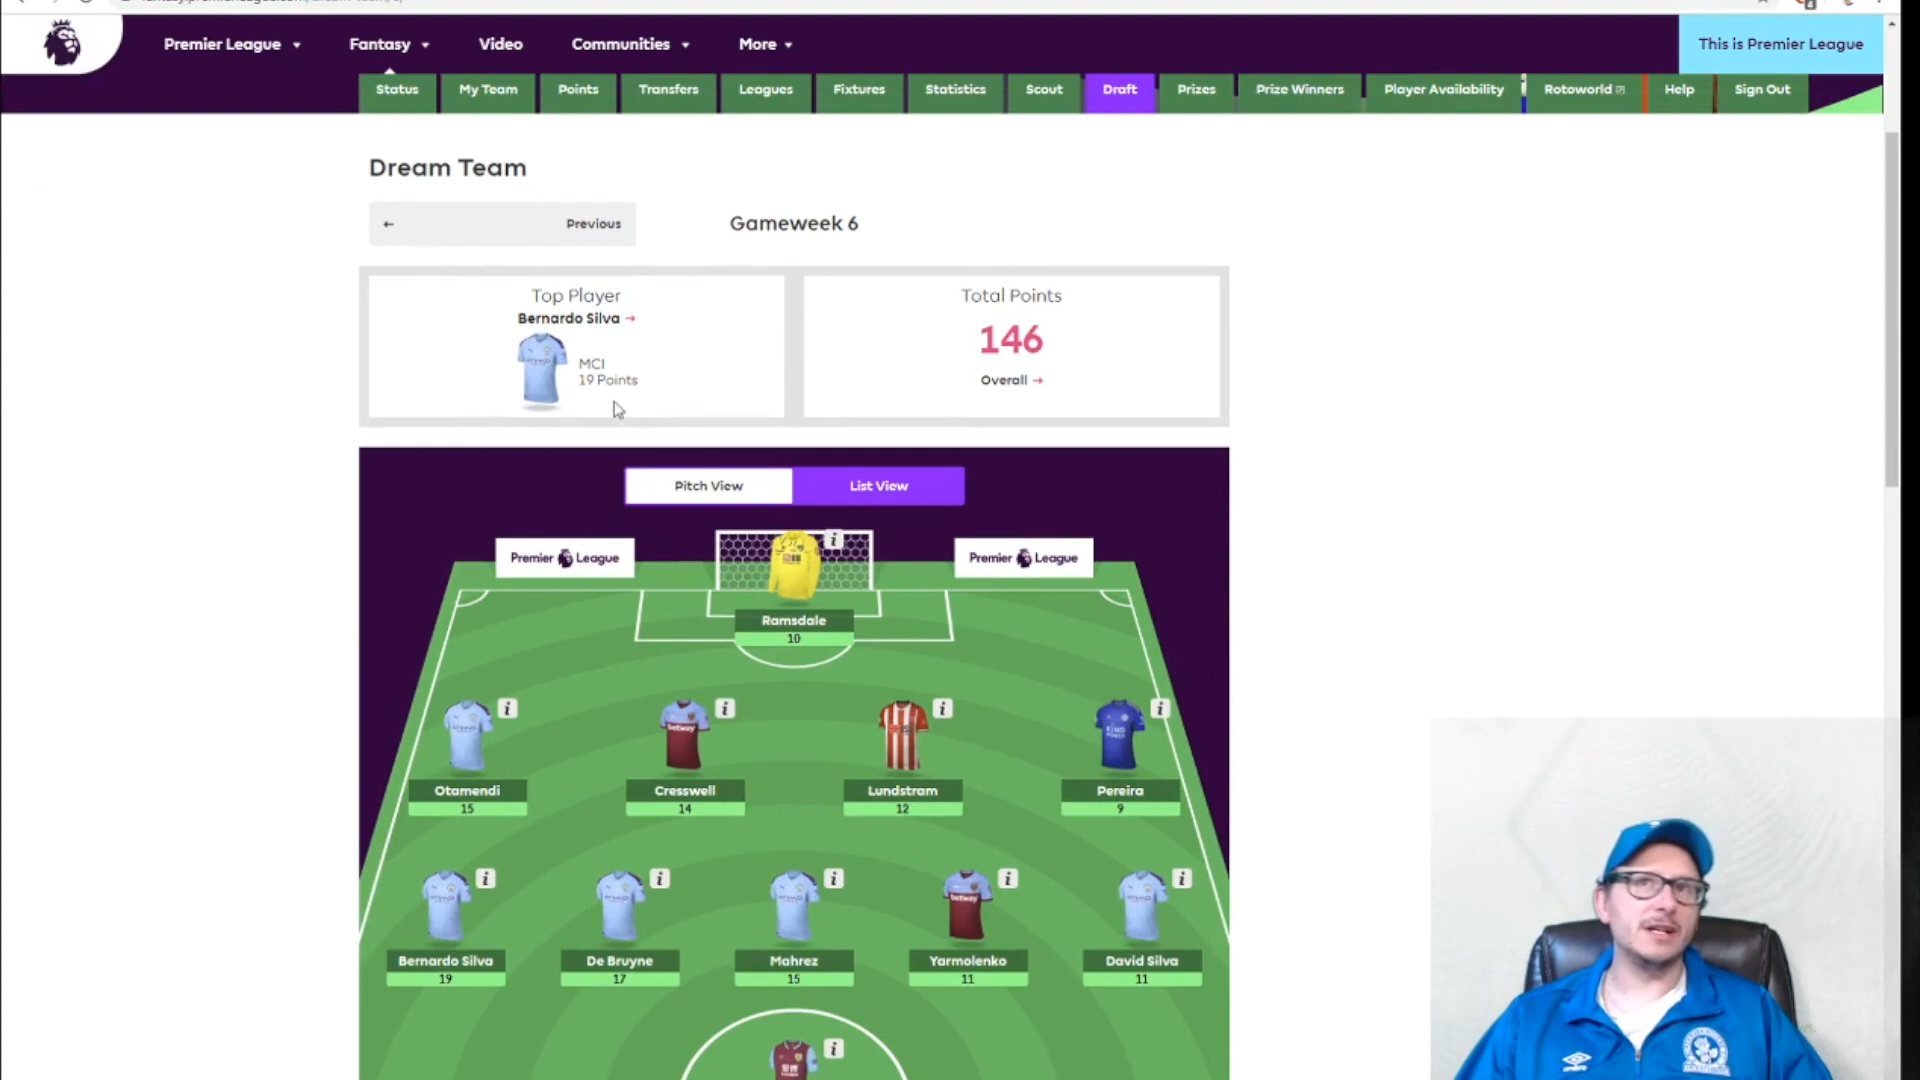 Premier League
Fantasy
Video
Communities
More
This is Premier League
Status
My Team
Points
Transfers
Leagues
Fixtures
Statistics
Scout
Draft
Prizes
Prize Winners
Player Availability
Rotoworld
Help
Sign Out
Dream Team
← Previous
Gameweek 6
Top Player
Bernardo Silva →
MCI
19 Points
Total Points
146
Overall →
Pitch View
List View
Premier League
Premier League
Ramsdale
10
Otamendi
15
Cresswell
14
Lundstram
12
Pereira
9
Bernardo Silva
19
De Bruyne
17
Mahrez
15
Yarmolenko
11
David Silva
11